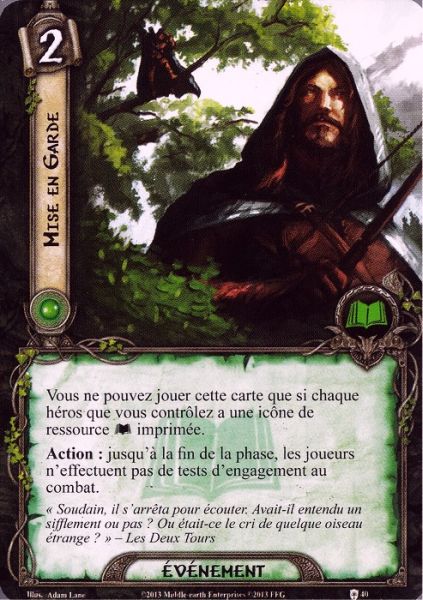 2
Mise en Garde
Vous ne pouvez jouer cette carte que si chaque
héros que vous contrôlez a une icône de
ressource imprimée.
Action : jusqu'à la fin de la phase, les joueurs
n'effectuent pas de tests d'engagement au
combat.
« Soudain, il s'arrêta pour écouter. Avait-il entendu un
sifflement ou pas ? Ou était-ce le cri de quelque oiseau
étrange ? » – Les Deux Tours
ÉVÉNEMENT
Illus. Adam Lane
©2013 Middle-earth Enterprises ©2013 FFG
40